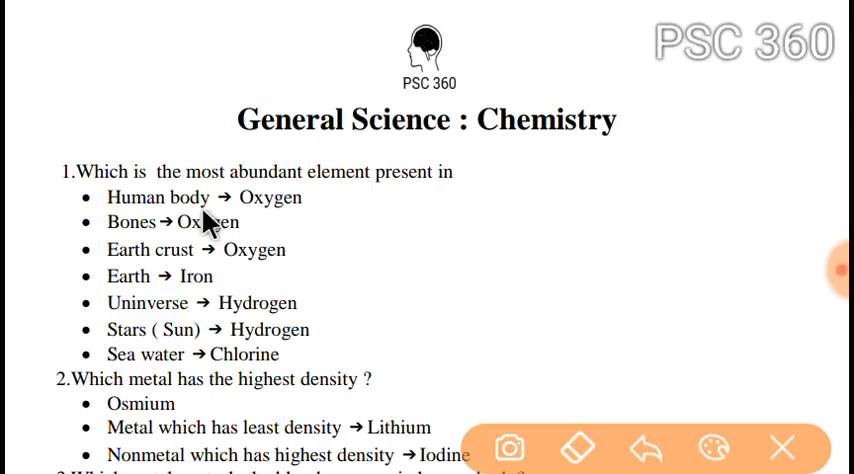 PSC 360
PSC 360
General Science : Chemistry
1.Which is the most abundant element present in
• Human body → Oxygen
• Bones → Oxygen
• Earth crust → Oxygen
• Earth → Iron
• Uninverse → Hydrogen
• Stars ( Sun) → Hydrogen
• Sea water → Chlorine
2.Which metal has the highest density ?
• Osmium
• Metal which has least density → Lithium
• Nonmetal which has highest density → Iodine